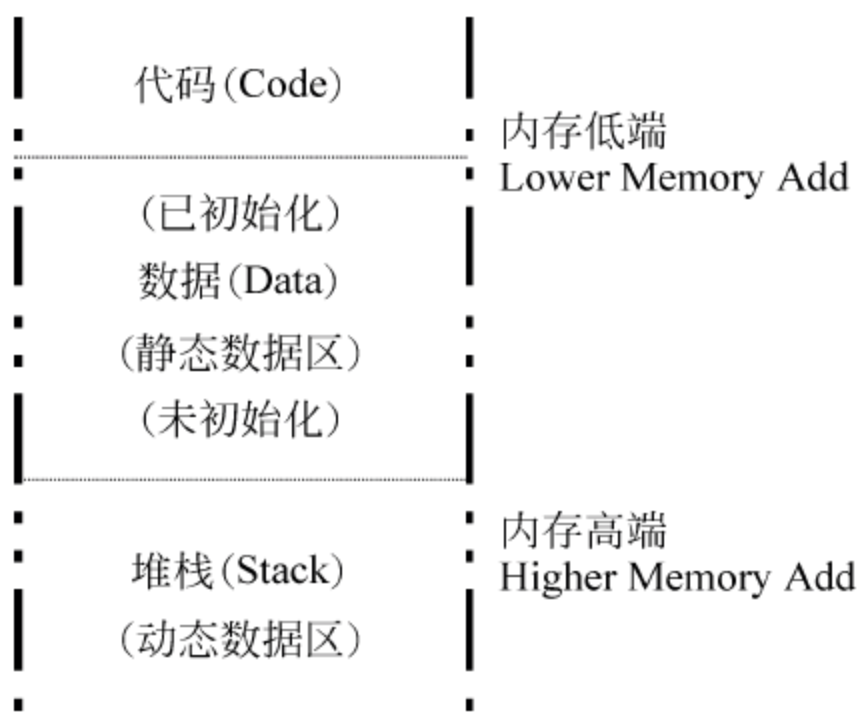 代码(Code)
内存低端
Lower Memory Add
(已初始化)
数据(Data)
(静态数据区)
(未初始化)
内存高端
Higher Memory Add
堆栈(Stack)
(动态数据区)